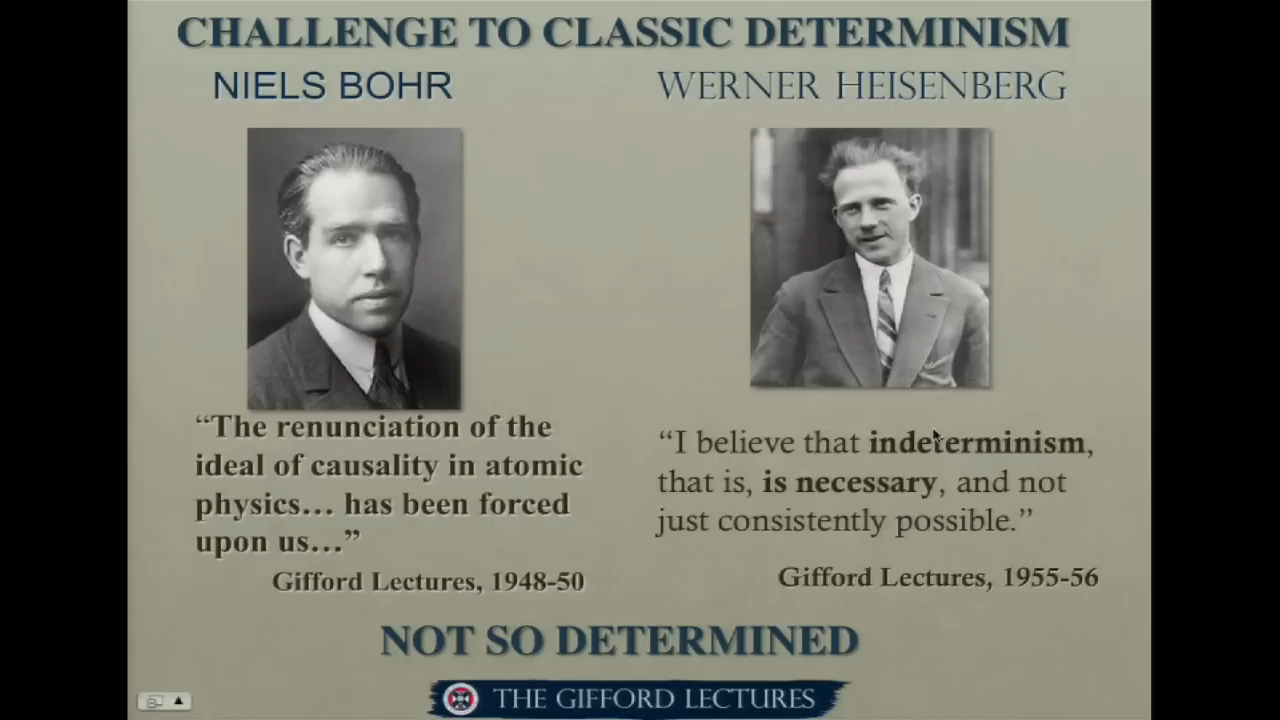 CHALLENGE TO CLASSIC DETERMINISM
NIELS BOHR
WERNER HEISENBERG
“The renunciation of the
ideal of causality in atomic
physics… has been forced
upon us…”
Gifford Lectures, 1948-50
“I believe that indeterminism,
that is, is necessary, and not
just consistently possible.”
Gifford Lectures, 1955-56
NOT SO DETERMINED
THE GIFFORD LECTURES